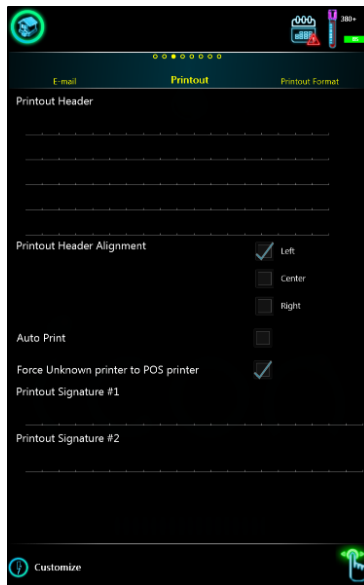 000
380+
E-mail
Printout
Printout Format
Printout Header
Printout Header Alignment
Left
Center
Right
Auto Print
Force Unknown printer to POS printer
Printout Signature #1
Printout Signature #2
Customize